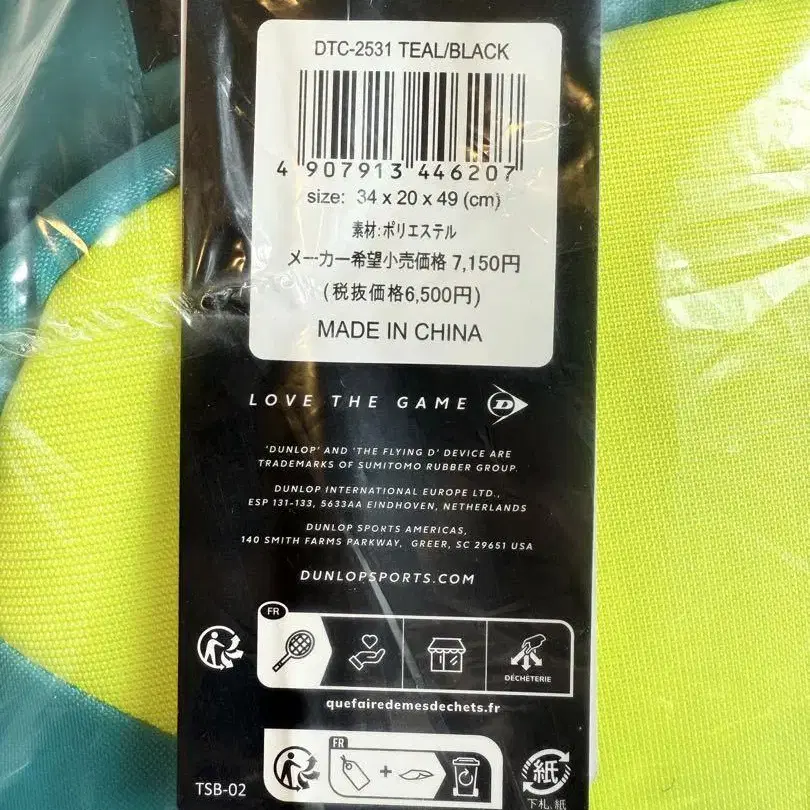 DTC-2531 TEAL/BLACK
4 907913 446207
size: 34 x 20 x 49 (cm)
素材:ポリエステル
メーカー希望小売価格 7,150円
(税抜価格6,500円)
MADE IN CHINA
LOVE THE GAME D
'DUNLOP' AND 'THE FLYING D' DEVICE ARE
TRADEMARKS OF SUMITOMO RUBBER GROUP.
DUNLOP INTERNATIONAL EUROPE LTD.,
ESP 131-133, 5633AA EINDHOVEN, NETHERLANDS
DUNLOP SPORTS AMERICAS,
140 SMITH FARMS PARKWAY, GREER, SC 29651 USA
DUNLOPSPORTS.COM
FR
DÉCHÈTERIE
quefairedemesdechets.fr
FR
+
紙
TSB-02
下札、紙